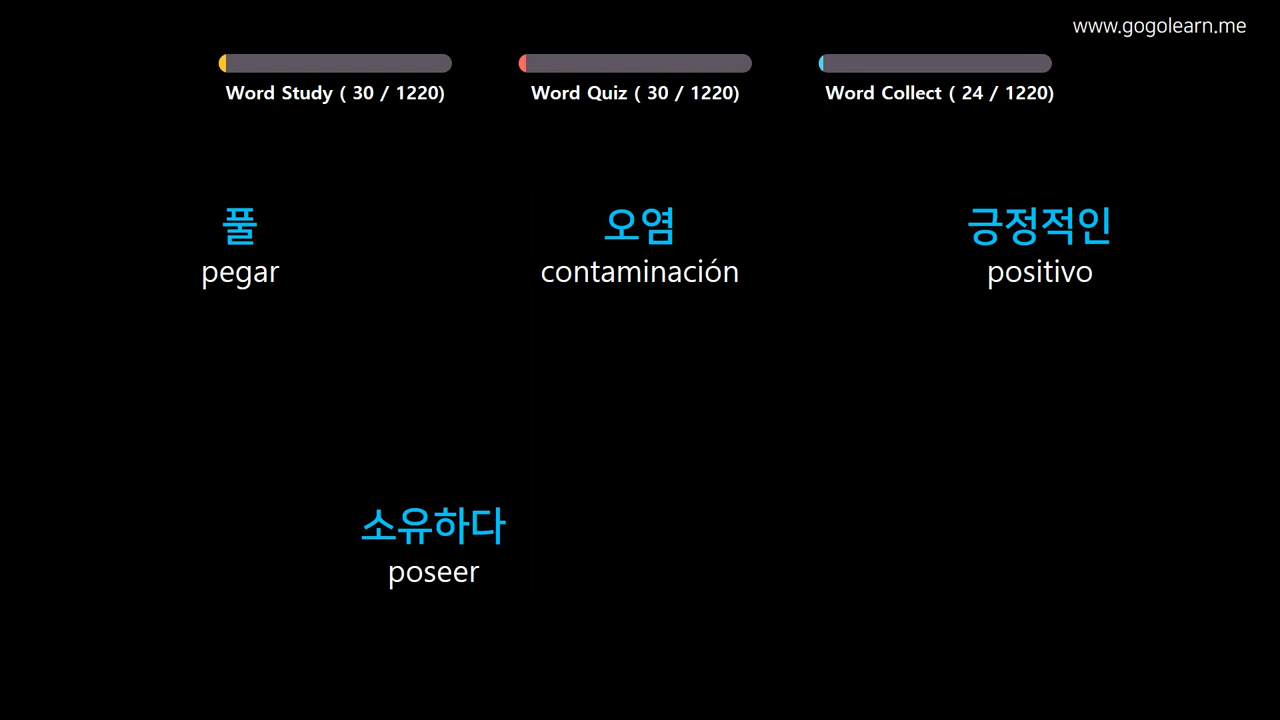 www.gogolearn.me
Word Study ( 30 / 1220)
Word Quiz ( 30 / 1220)
Word Collect ( 24 / 1220)
풀
pegar
오염
contaminación
긍정적인
positivo
소유하다
poseer